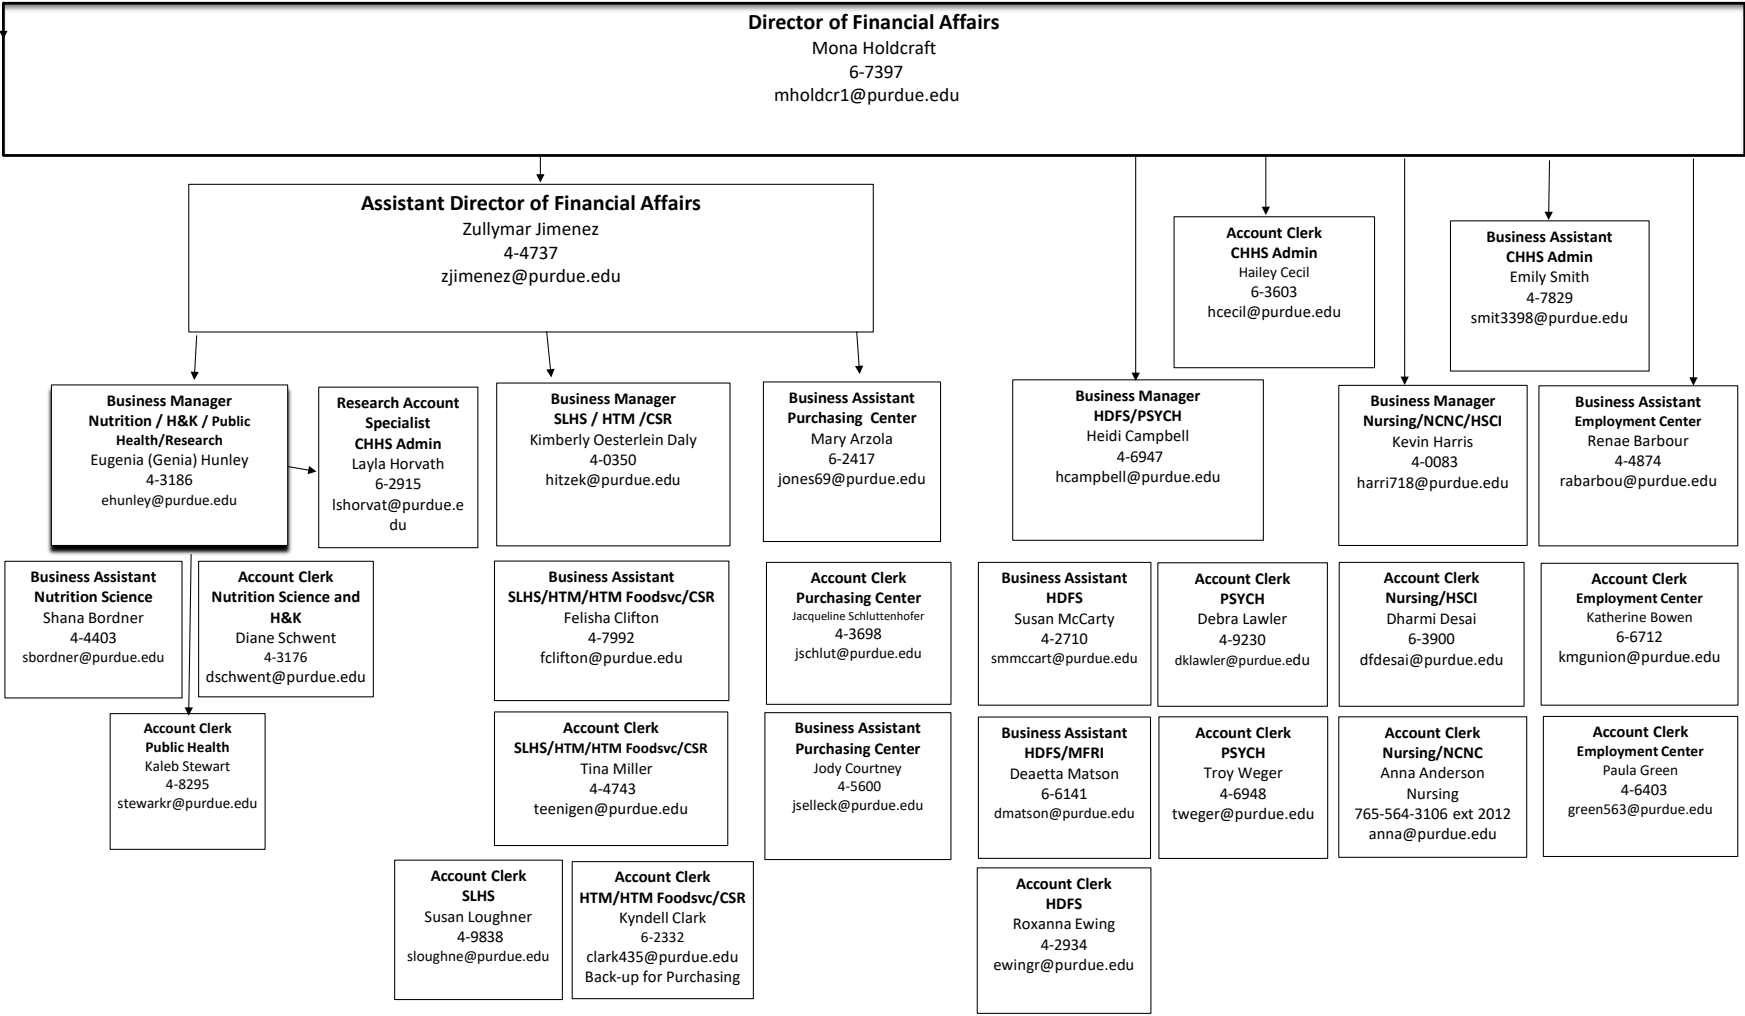 Director of Financial Affairs
Mona Holdcraft
6-7397
mholdcr1@purdue.edu
Assistant Director of Financial Affairs
Zullymar Jimenez
4-4737
zjimenez@purdue.edu
Account Clerk
CHHS Admin
Hailey Cecil
6-3603
hcecil@purdue.edu
Business Assistant
CHHS Admin
Emily Smith
4-7829
smit3398@purdue.edu
Business Manager
Nutrition / H&K / Public
Health/Research
Eugenia (Genia) Hunley
4-3186
ehunley@purdue.edu
Research Account
Specialist
CHHS Admin
Layla Horvath
6-2915
lshorvat@purdue.e
du
Business Manager
SLHS / HTM /CSR
Kimberly Oesterlein Daly
4-0350
hitzek@purdue.edu
Business Assistant
Purchasing Center
Mary Arzola
6-2417
jones69@purdue.edu
Business Manager
HDFS/PSYCH
Heidi Campbell
4-6947
hcampbell@purdue.edu
Business Manager
Nursing/NCNC/HSCI
Kevin Harris
4-0083
harri718@purdue.edu
Business Assistant
Employment Center
Renae Barbour
4-4874
rabarbou@purdue.edu
Business Assistant
Nutrition Science
Shana Bordner
4-4403
sbordner@purdue.edu
Account Clerk
Nutrition Science and
H&K
Diane Schwent
4-3176
dschwent@purdue.edu
Business Assistant
SLHS/HTM/HTM Foodsvc/CSR
Felisha Clifton
4-7992
fclifton@purdue.edu
Account Clerk
Purchasing Center
Jacqueline Schluttenhofer
4-3698
jschlut@purdue.edu
Business Assistant
HDFS
Susan McCarty
4-2710
smmccart@purdue.edu
Account Clerk
PSYCH
Debra Lawler
4-9230
dklawler@purdue.edu
Account Clerk
Nursing/HSCI
Dharmi Desai
6-3900
dfdesai@purdue.edu
Account Clerk
Employment Center
Katherine Bowen
6-6712
kmgunion@purdue.edu
Account Clerk
Public Health
Kaleb Stewart
4-8295
stewarkr@purdue.edu
Account Clerk
SLHS/HTM/HTM Foodsvc/CSR
Tina Miller
4-4743
teenigen@purdue.edu
Business Assistant
Purchasing Center
Jody Courtney
4-5600
jselleck@purdue.edu
Business Assistant
HDFS/MFRI
Deaetta Matson
6-6141
dmatson@purdue.edu
Account Clerk
PSYCH
Troy Weger
4-6948
tweger@purdue.edu
Account Clerk
Nursing/NCNC
Anna Anderson
Nursing
765-564-3106 ext 2012
anna@purdue.edu
Account Clerk
Employment Center
Paula Green
4-6403
green563@purdue.edu
Account Clerk
SLHS
Susan Loughner
4-9838
sloughne@purdue.edu
Account Clerk
HTM/HTM Foodsvc/CSR
Kyndell Clark
6-2332
clark435@purdue.edu
Back-up for Purchasing
Account Clerk
HDFS
Roxanna Ewing
4-2934
ewingr@purdue.edu